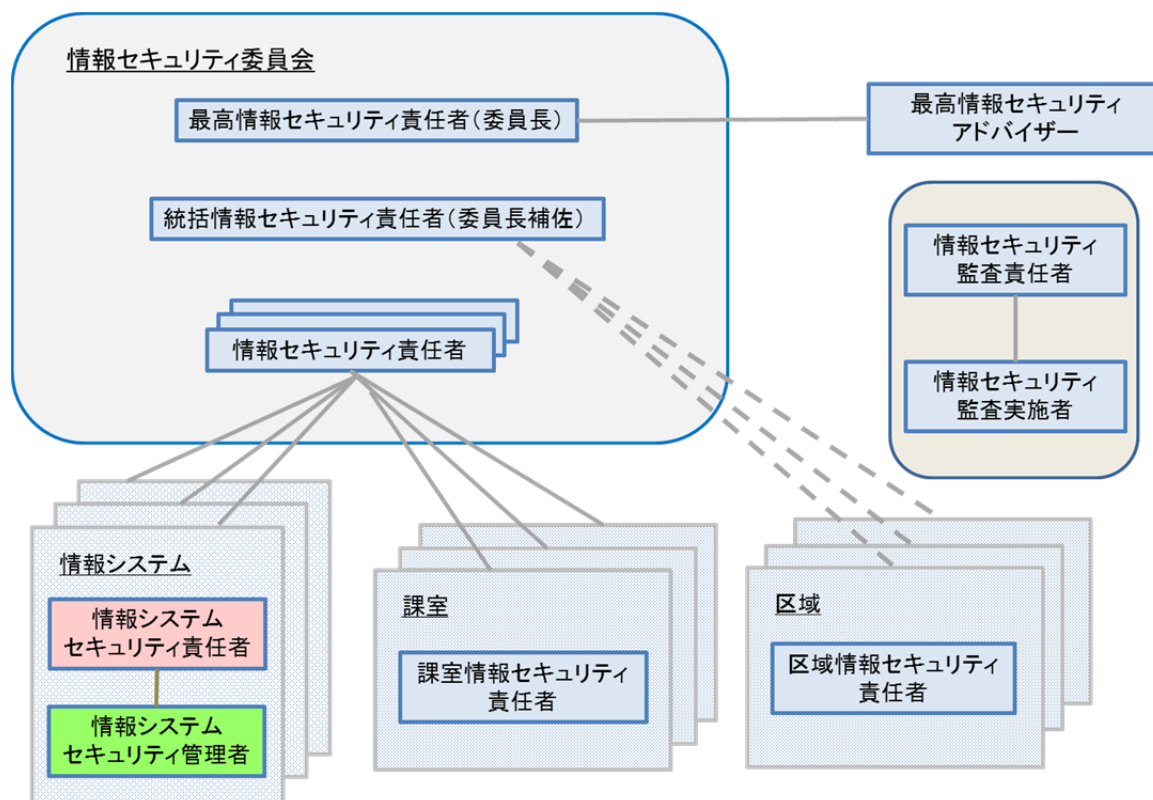 情報セキュリティ委員会
最高情報セキュリティ責任者(委員長)
最高情報セキュリティ
アドバイザー
統括情報セキュリティ責任者(委員長補佐)
情報セキュリティ
監査責任者
情報セキュリティ責任者
情報セキュリティ
監査実施者
情報システム
情報システム
セキュリティ責任者
情報システム
セキュリティ管理者
課室
課室情報セキュリティ
責任者
区域
区域情報セキュリティ
責任者